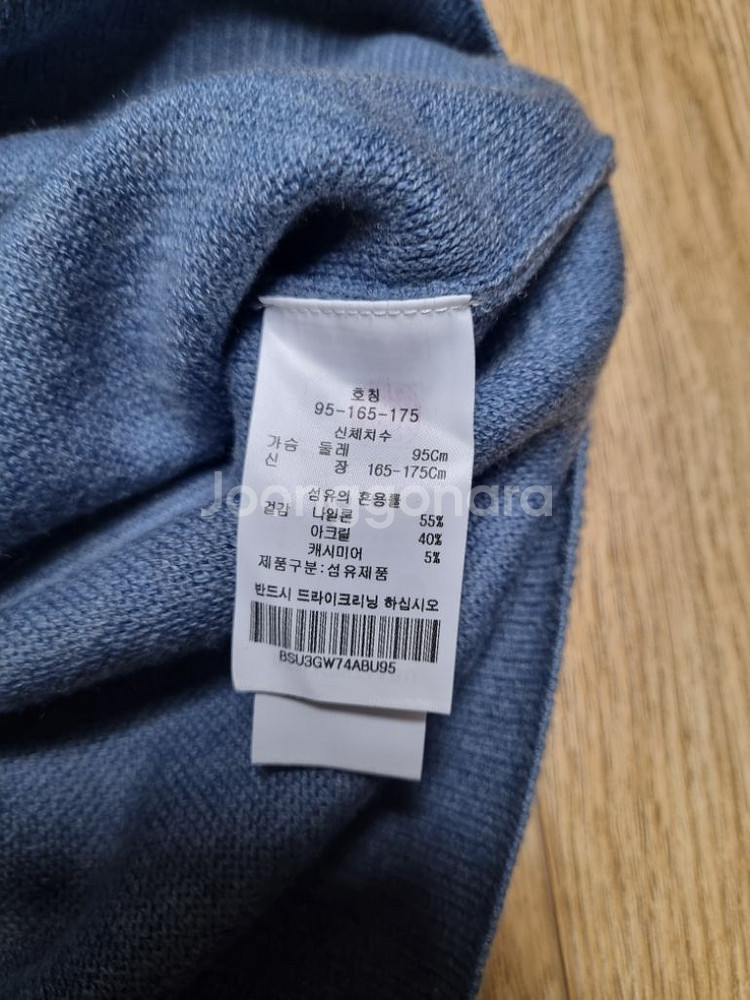 호칭
95-165-175
신체치수
가슴 둘레 95Cm
신 장 165-175Cm
Joonggonara
섬유의 혼용률
겉감 나일론 55%
아크릴 40%
캐시미어 5%
제품구분:섬유제품
반드시 드라이크리닝 하십시오
BSU3GW74ABU95